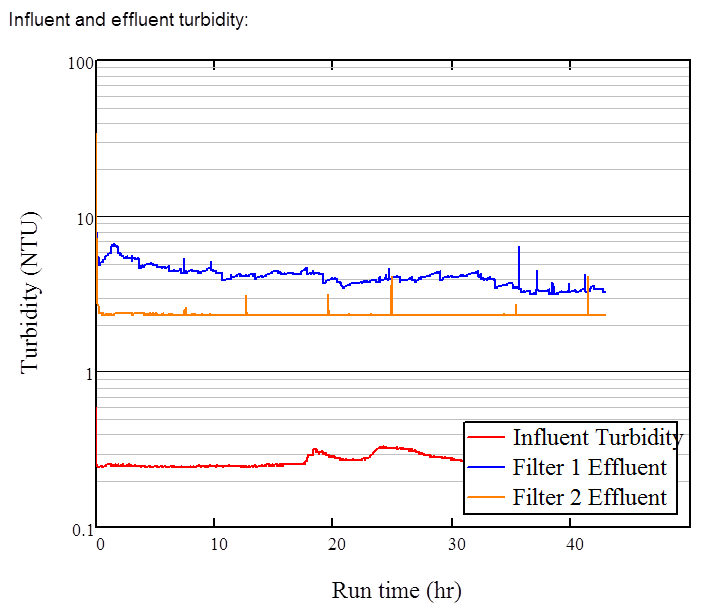 Influent and effluent turbidity:
100
10
1
0.1
Turbidity (NTU)
Influent Turbidity
Filter 1 Effluent
Filter 2 Effluent
0 10 20 30 40
Run time (hr)